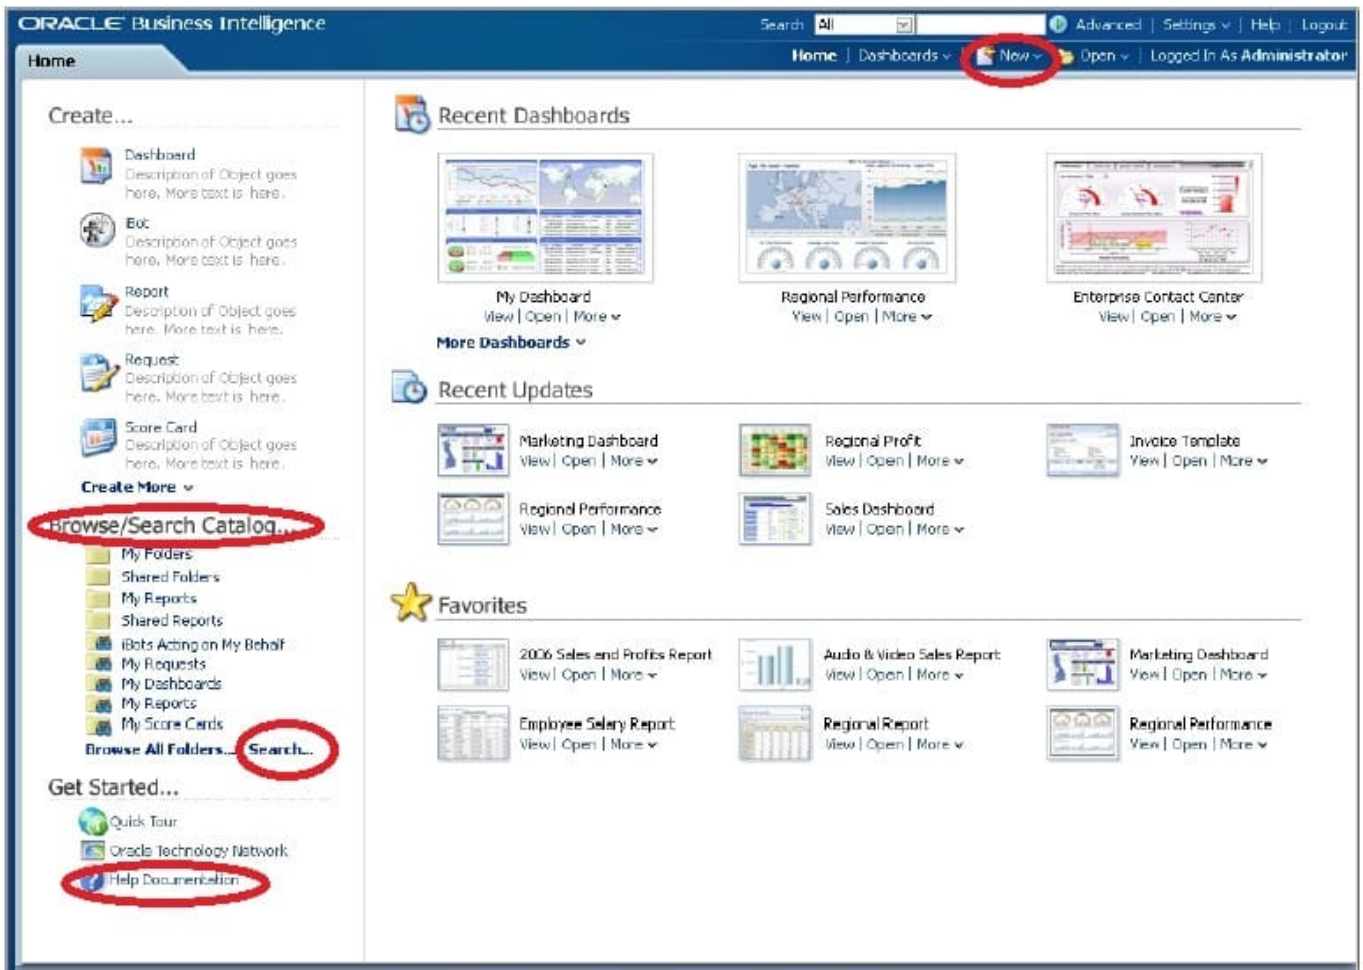 ORACLE Business Intelligence
Search All Advanced | Settings | Help | Logout
Home
Home | Dashboards | New Open | Logged In As Administrator
Create...
Dashboard
Description of Object goes
here. More text is here.
iBot
Description of Object goes
here. More text is here.
Report
Description of Object goes
here. More text is here.
Request
Description of Object goes
here. More text is here.
Score Card
Description of Object goes
here. More text is here.
Create More
Browse/Search Catalog...
My Folders
Shared Folders
My Reports
Shared Reports
iBots Acting on My Behalf
My Requests
My Dashboards
My Reports
My Score Cards
Browse All Folders... Search...
Get Started...
Quick Tour
Oracle Technology Network
Help Documentation
Recent Dashboards
My Dashboard
View | Open | More
Regional Performance
View | Open | More
Enterprise Contact Center
View | Open | More
More Dashboards
Recent Updates
Marketing Dashboard
View | Open | More
Regional Profit
View | Open | More
Invoice Template
View | Open | More
Regional Performance
View | Open | More
Sales Dashboard
View | Open | More
Favorites
2006 Sales and Profits Report
View | Open | More
Audio & Video Sales Report
View | Open | More
Marketing Dashboard
View | Open | More
Employee Salary Report
View | Open | More
Regional Report
View | Open | More
Regional Performance
View | Open | More